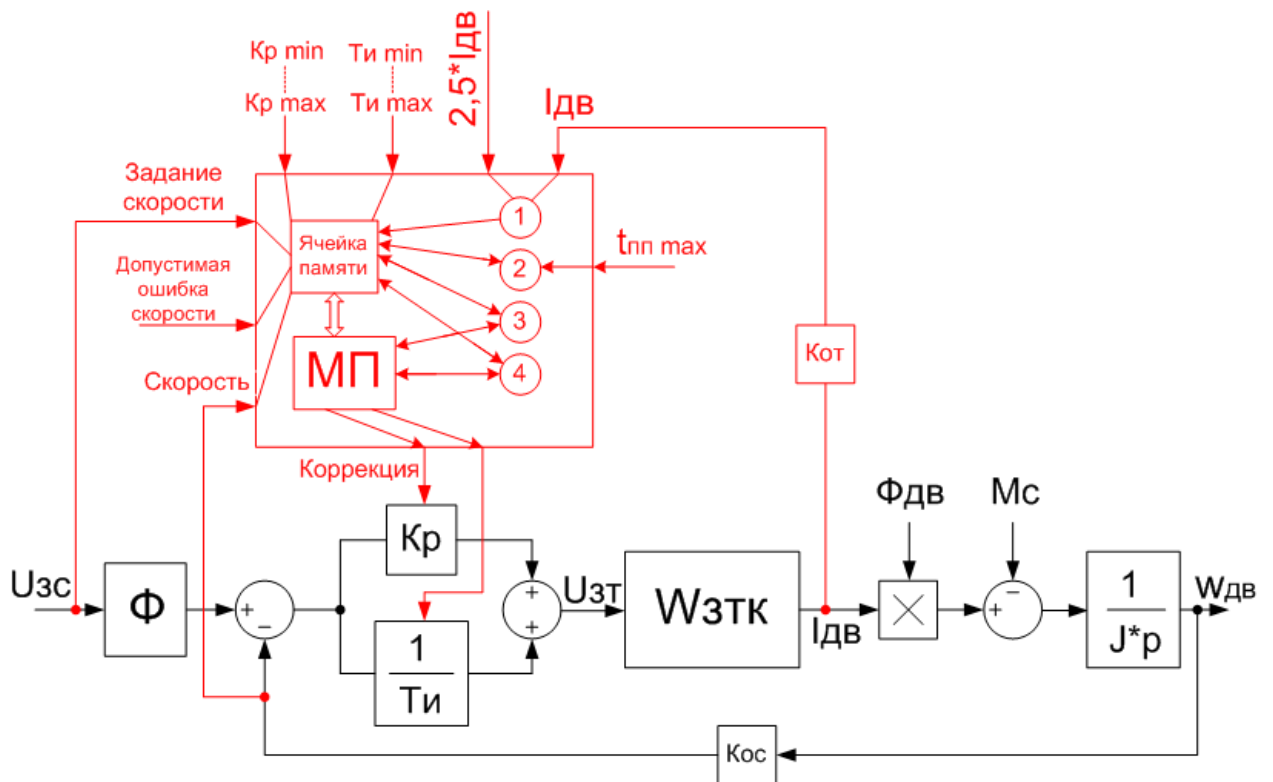 Кр min
Кр max
Ти min
Ти max
2,5*Iдв
Iдв
Задание
скорости
Ячейка
памяти
1
2
3
4
tпп max
Допустимая
ошибка
скорости
МП
Кот
Скорость
Коррекция
Uзс
Ф
+
−
Кр
1
Ти
+
+
Uзт
Wзтк
Iдв
Фдв
×
Мс
+
−
1
J*p
wдв
Кос